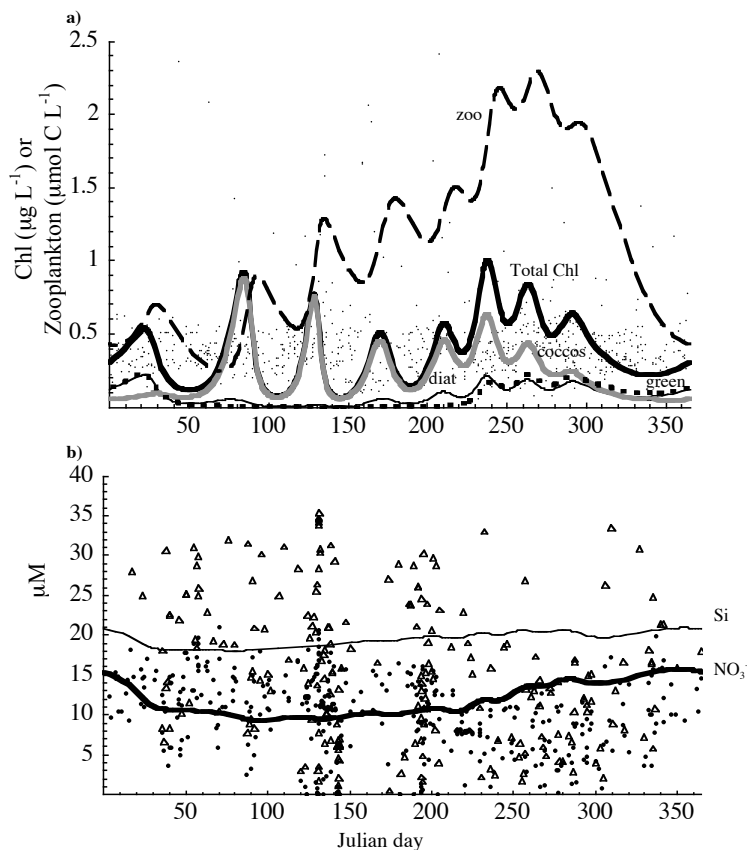 a)
2.5
2
1.5
1
0.5
Chl (µg L-1) or
Zooplankton (µmol C L-1)
zoo
Total Chl
coccos
diat
green
50 100 150 200 250 300 350
b)
40
35
30
25
20
15
10
5
µM
Si
NO3-
50 100 150 200 250 300 350
Julian day